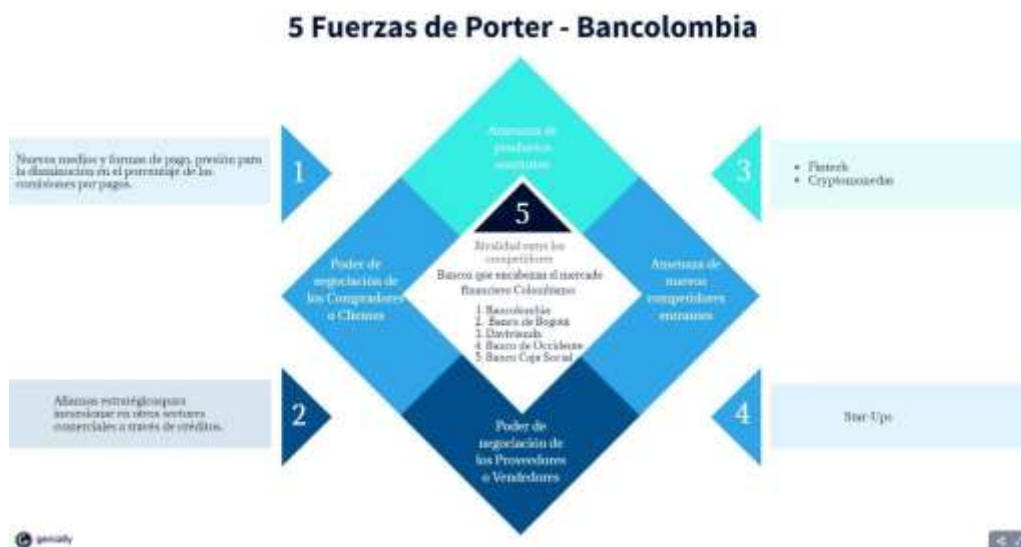 5 Fuerzas de Porter - Bancolombia
1
Nuevos medios y formas de pago, presión para
la disminución en el porcentaje de las
comisiones por pagos.
2
Alianzas estratégicas para
incursionar en otros sectores
comerciales a través de créditos.
3
• Fintech
• Cryptomonedas
4
Star-Ups
Amenaza de
productos
sustitutos
Poder de
negociación de
los Compradores
o Clientes
Amenaza de
nuevos
competidores
entrantes
Poder de
negociación de
los Proveedores
o Vendedores
5
Rivalidad entre los
competidores
Bancos que encabezan el mercado
financiero Colombiano
1. Bancolombia
2. Banco de Bogotá
3. Davivienda
4. Banco de Occidente
5. Banco Caja Social
genially